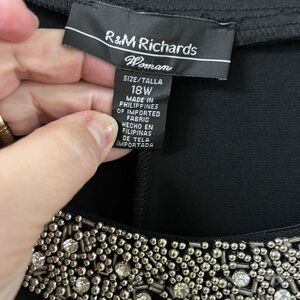 R&M Richards
Woman
SIZE/TALLA
18W
MADE IN
PHILIPPINES
OF IMPORTED
FABRIC
HECHO EN
FILIPINAS
DE TELA
IMPORTADA